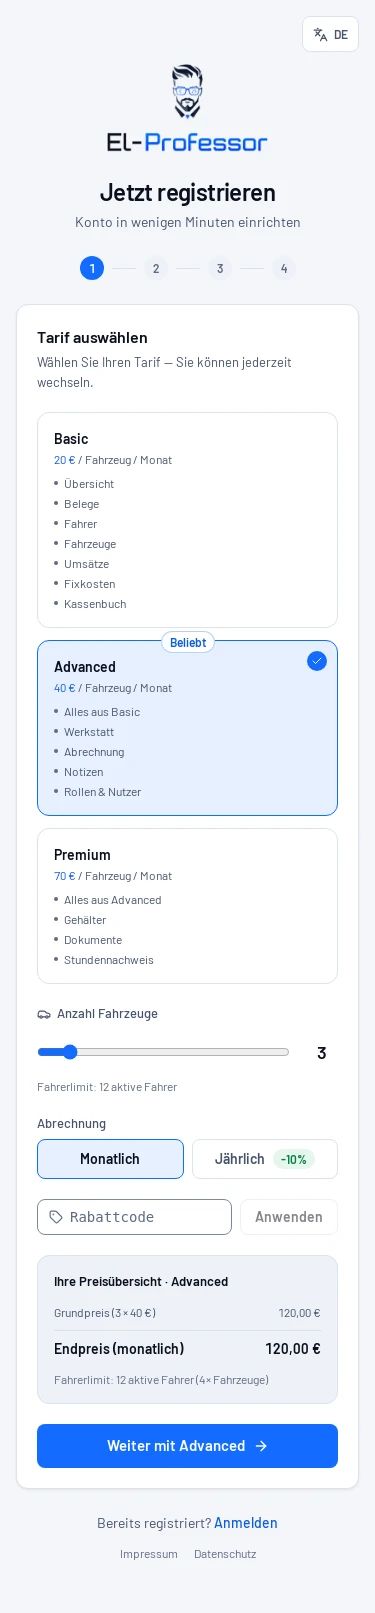 DE
EL-Professor
Jetzt registrieren
Konto in wenigen Minuten einrichten
1 2 3 4
Tarif auswählen
Wählen Sie Ihren Tarif — Sie können jederzeit
wechseln.
Basic
20 € / Fahrzeug / Monat
• Übersicht
• Belege
• Fahrer
• Fahrzeuge
• Umsätze
• Fixkosten
• Kassenbuch
Beliebt
Advanced
40 € / Fahrzeug / Monat
• Alles aus Basic
• Werkstatt
• Abrechnung
• Notizen
• Rollen & Nutzer
Premium
70 € / Fahrzeug / Monat
• Alles aus Advanced
• Gehälter
• Dokumente
• Stundennachweis
Anzahl Fahrzeuge
3
Fahrerlimit: 12 aktive Fahrer
Abrechnung
Monatlich Jährlich -10%
Rabattcode Anwenden
Ihre Preisübersicht · Advanced
Grundpreis (3 × 40 €) 120,00 €
Endpreis (monatlich) 120,00 €
Fahrerlimit: 12 aktive Fahrer (4× Fahrzeuge)
Weiter mit Advanced →
Bereits registriert? Anmelden
Impressum Datenschutz